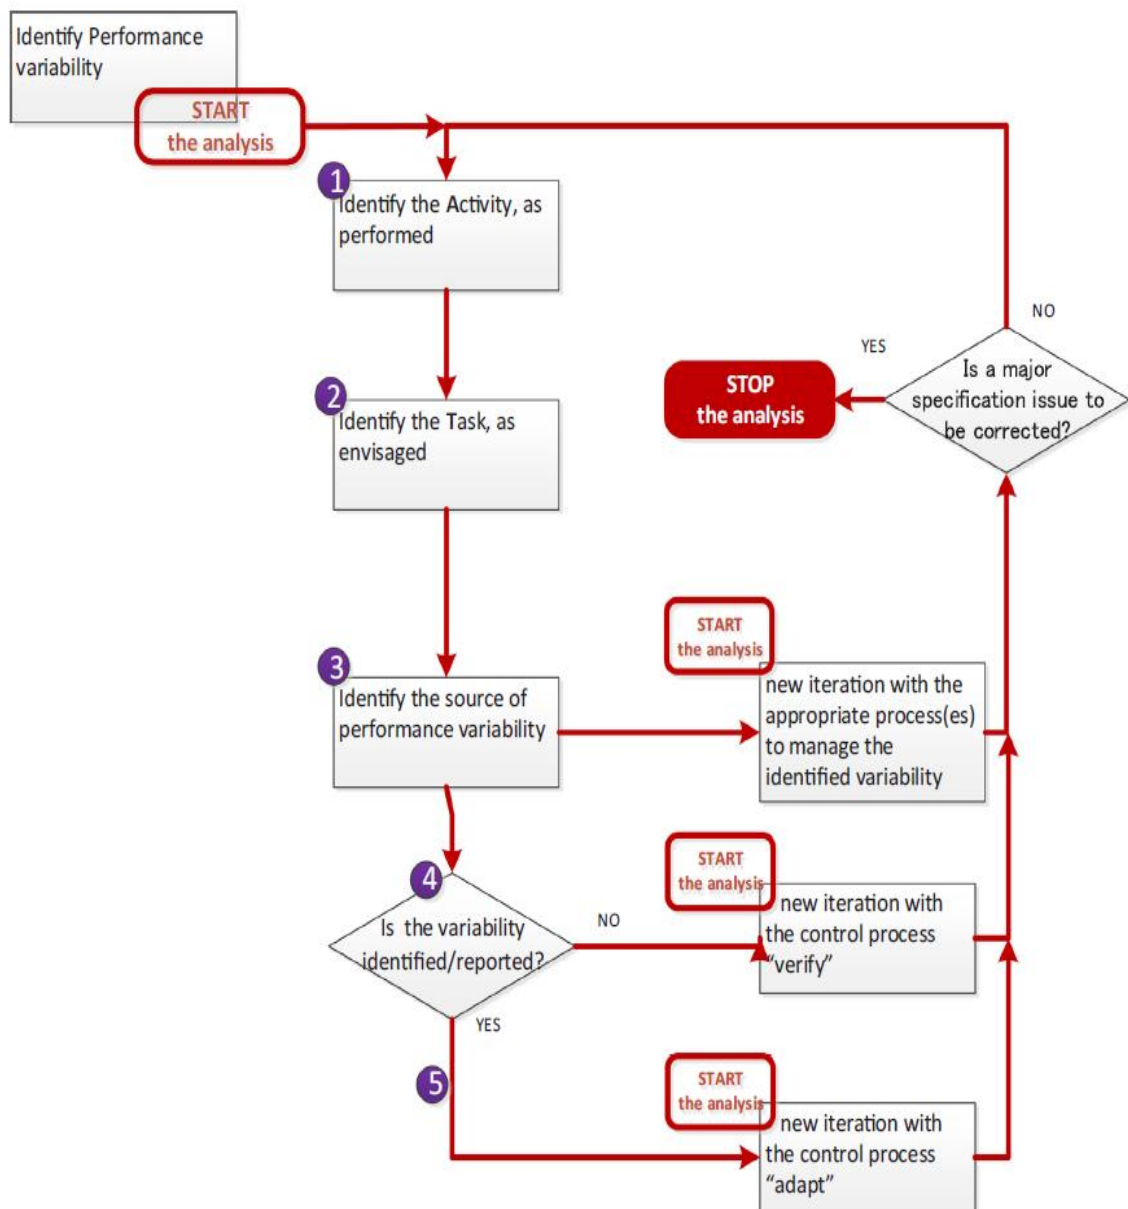 Identify Performance
variability
START
the analysis
1
Identify the Activity, as
performed
2
Identify the Task, as
envisaged
3
Identify the source of
performance variability
4
Is the variability
identified/reported?
NO
YES
5
START
the analysis
new iteration with the
appropriate process(es)
to manage the
identified variability
START
the analysis
new iteration with
the control process
“verify”
START
the analysis
new iteration with
the control process
“adapt”
Is a major
specification issue to
be corrected?
NO
YES
STOP
the analysis